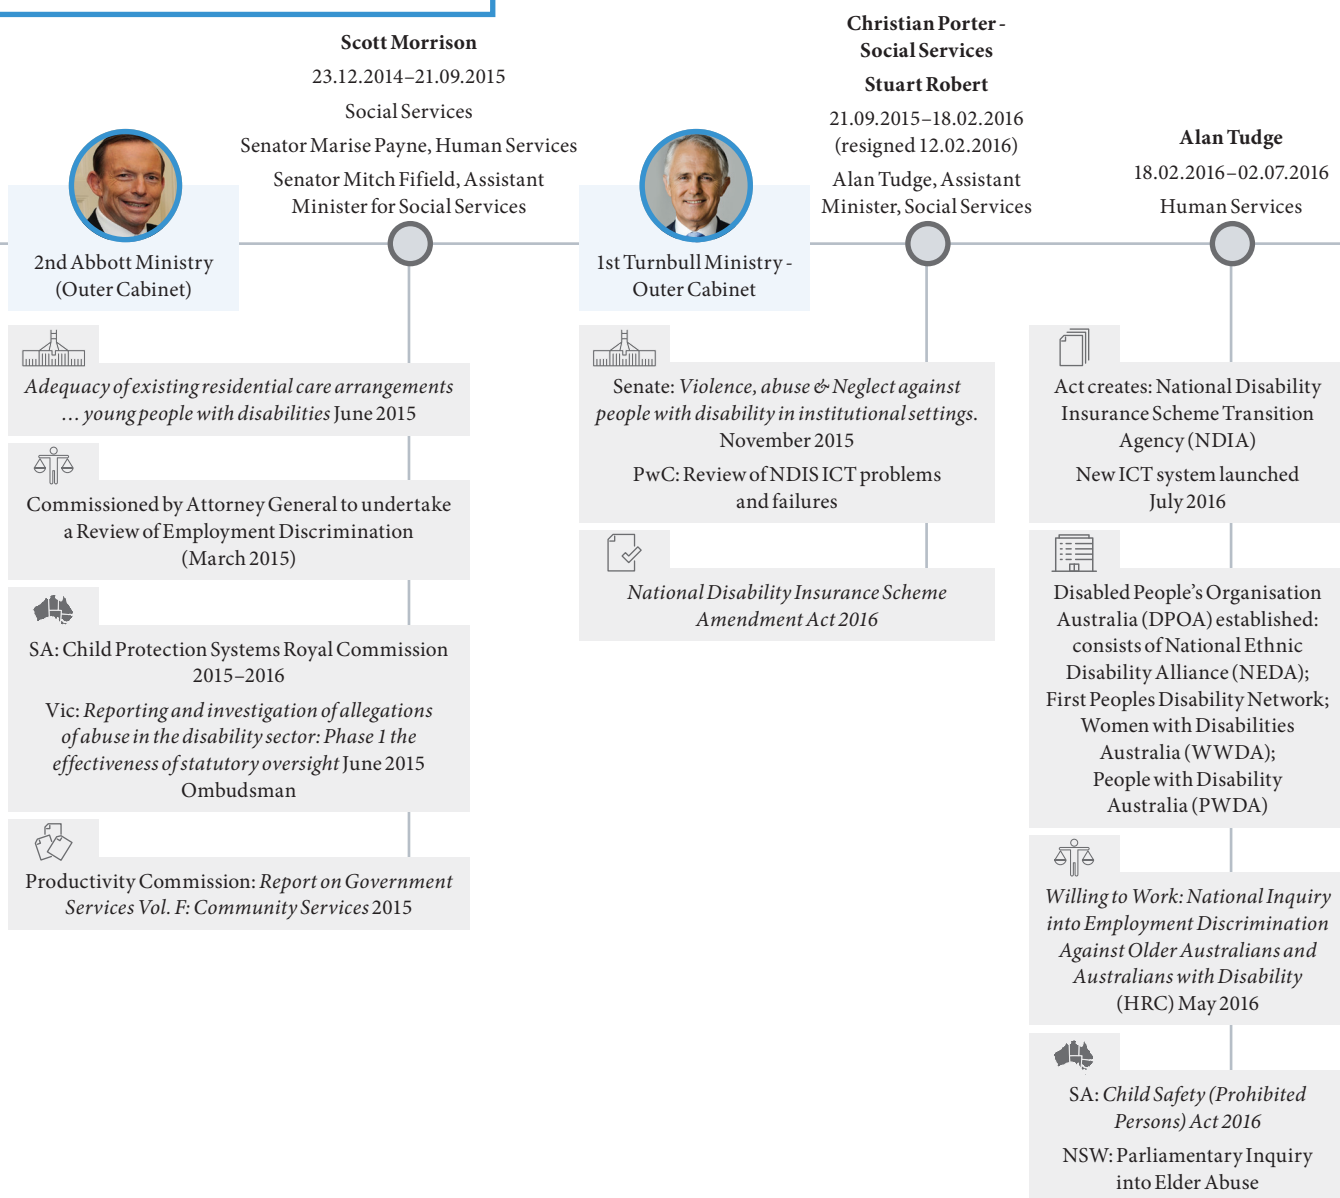 Scott Morrison
23.12.2014–21.09.2015
Social Services
Senator Marise Payne, Human Services
Senator Mitch Fifield, Assistant
Minister for Social Services
2nd Abbott Ministry
(Outer Cabinet)
Adequacy of existing residential care arrangements
... young people with disabilities June 2015
Commissioned by Attorney General to undertake
a Review of Employment Discrimination
(March 2015)
SA: Child Protection Systems Royal Commission
2015–2016
Vic: Reporting and investigation of allegations
of abuse in the disability sector: Phase 1 the
effectiveness of statutory oversight June 2015
Ombudsman
Productivity Commission: Report on Government
Services Vol. F: Community Services 2015
Christian Porter -
Social Services
Stuart Robert
21.09.2015–18.02.2016
(resigned 12.02.2016)
Alan Tudge, Assistant
Minister, Social Services
1st Turnbull Ministry -
Outer Cabinet
Senate: Violence, abuse & Neglect against
people with disability in institutional settings.
November 2015
PwC: Review of NDIS ICT problems
and failures
National Disability Insurance Scheme
Amendment Act 2016
Alan Tudge
18.02.2016–02.07.2016
Human Services
Act creates: National Disability
Insurance Scheme Transition
Agency (NDIA)
New ICT system launched
July 2016
Disabled People's Organisation
Australia (DPOA) established:
consists of National Ethnic
Disability Alliance (NEDA);
First Peoples Disability Network;
Women with Disabilities
Australia (WWDA);
People with Disability
Australia (PWDA)
Willing to Work: National Inquiry
into Employment Discrimination
Against Older Australians and
Australians with Disability
(HRC) May 2016
SA: Child Safety (Prohibited
Persons) Act 2016
NSW: Parliamentary Inquiry
into Elder Abuse